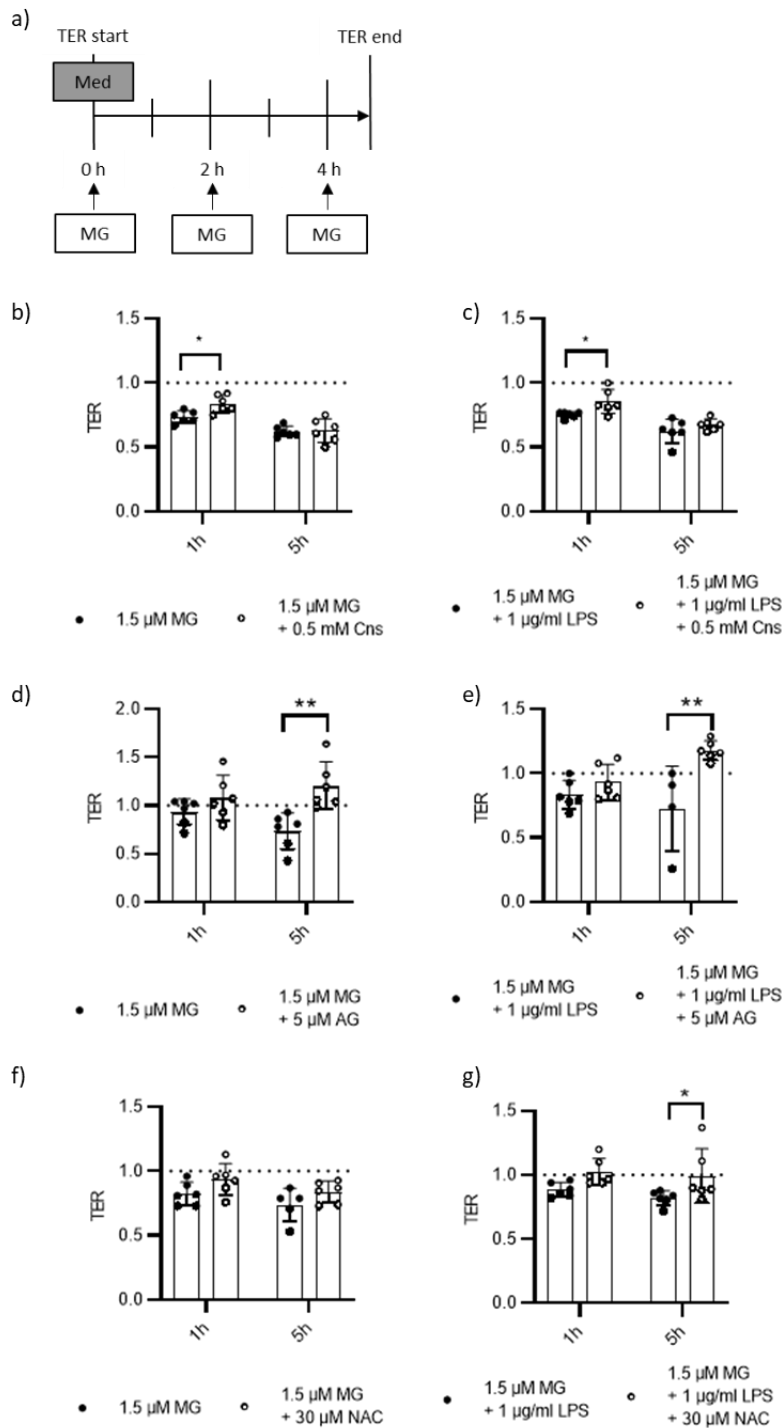 a)
TER start
TER end
Med
0 h
2 h
4 h
MG
MG
MG
b)
1.5
1.0
0.5
0.0
TER
*
1h
5h
1.5 µM MG
1.5 µM MG
+ 0.5 mM Cns
c)
1.5
1.0
0.5
0.0
TER
*
1h
5h
1.5 µM MG
+ 1 µg/ml LPS
1.5 µM MG
+ 1 µg/ml LPS
+ 0.5 mM Cns
d)
2.0
1.5
1.0
0.5
0.0
TER
**
1h
5h
1.5 µM MG
1.5 µM MG
+ 5 µM AG
e)
1.5
1.0
0.5
0.0
TER
**
1h
5h
1.5 µM MG
+ 1 µg/ml LPS
1.5 µM MG
+ 1 µg/ml LPS
+ 5 µM AG
f)
1.5
1.0
0.5
0.0
TER
1h
5h
1.5 µM MG
1.5 µM MG
+ 30 µM NAC
g)
1.5
1.0
0.5
0.0
TER
*
1h
5h
1.5 µM MG
+ 1 µg/ml LPS
1.5 µM MG
+ 1 µg/ml LPS
+ 30 µM NAC